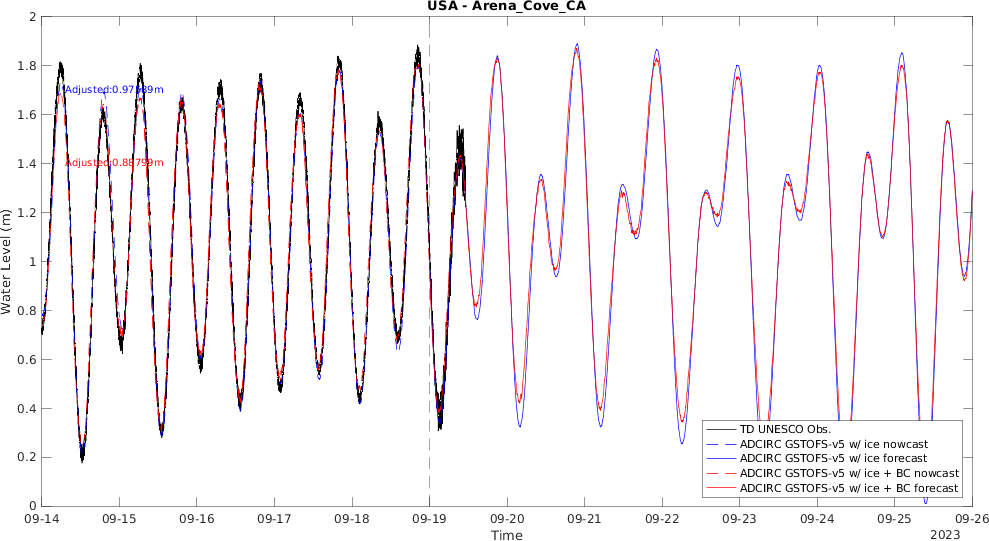 USA - Arena_Cove_CA
2
1.8
1.6
1.4
1.2
1
0.8
0.6
0.4
0.2
0
Water Level (m)
Adjusted:0.88799m
TD UNESCO Obs.
ADCIRC GSTOFS-v5 w/ ice nowcast
ADCIRC GSTOFS-v5 w/ ice forecast
ADCIRC GSTOFS-v5 w/ ice + BC nowcast
ADCIRC GSTOFS-v5 w/ ice + BC forecast
09-14 09-15 09-16 09-17 09-18 09-19 09-20 09-21 09-22 09-23 09-24 09-25 09-26
Time
2023